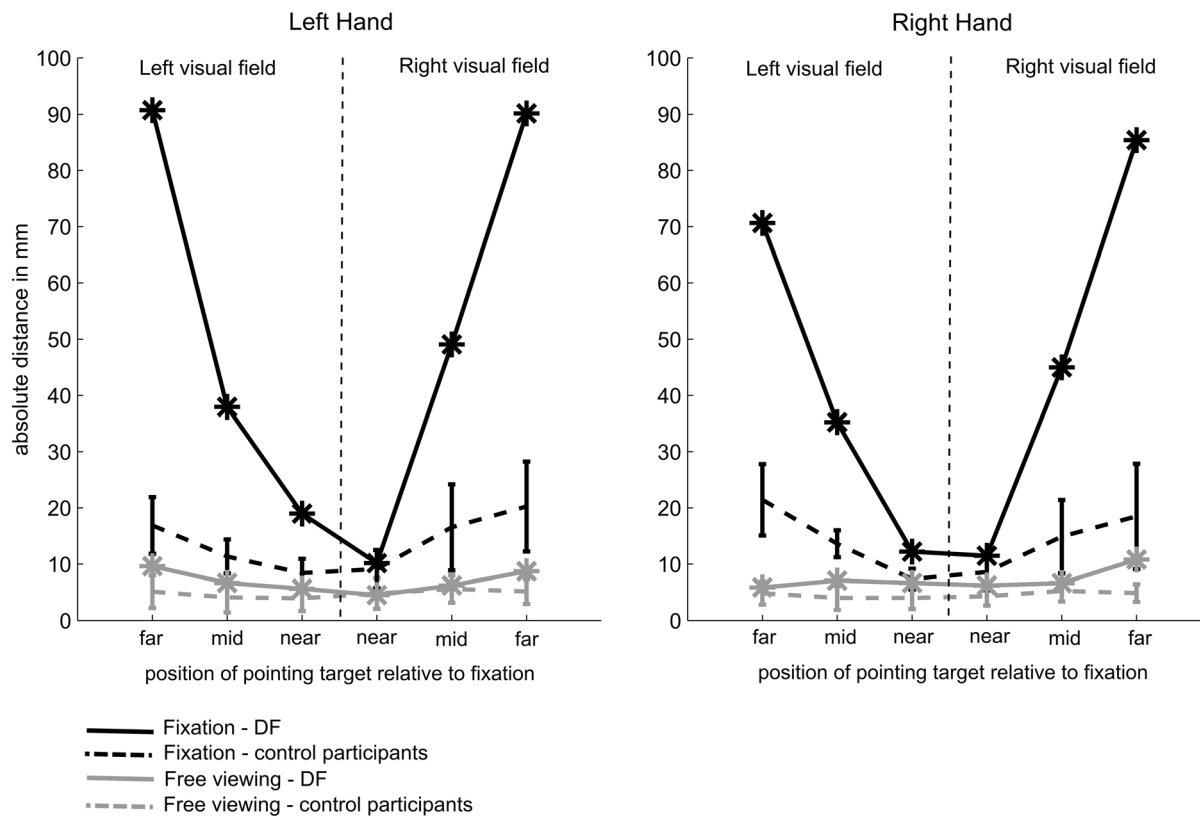 Left Hand
Right Hand
Left visual field
Right visual field
Left visual field
Right visual field
absolute distance in mm
100
90
80
70
60
50
40
30
20
10
0
100
90
80
70
60
50
40
30
20
10
0
far mid near near mid far
far mid near near mid far
position of pointing target relative to fixation
position of pointing target relative to fixation
Fixation - DF
Fixation - control participants
Free viewing - DF
Free viewing - control participants